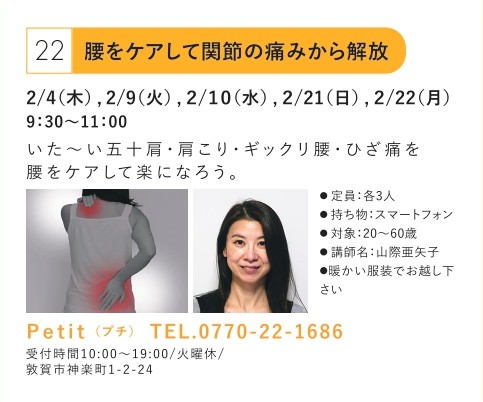 22 腰をケアして関節の痛みから解放
2/4(木) , 2/9(火) , 2/10(水) , 2/21(日) , 2/22(月)
9:30〜11:00
いた〜い五十肩・肩こり・ギックリ腰・ひざ痛を
腰をケアして楽になろう。
● 定員：各3人
● 持ち物：スマートフォン
● 対象：20〜60歳
● 講師名：山際亜矢子
●暖かい服装でお越し下
さい
Petit （プチ） TEL.0770-22-1686
受付時間10:00〜19:00/火曜休/
敦賀市神楽町1-2-24